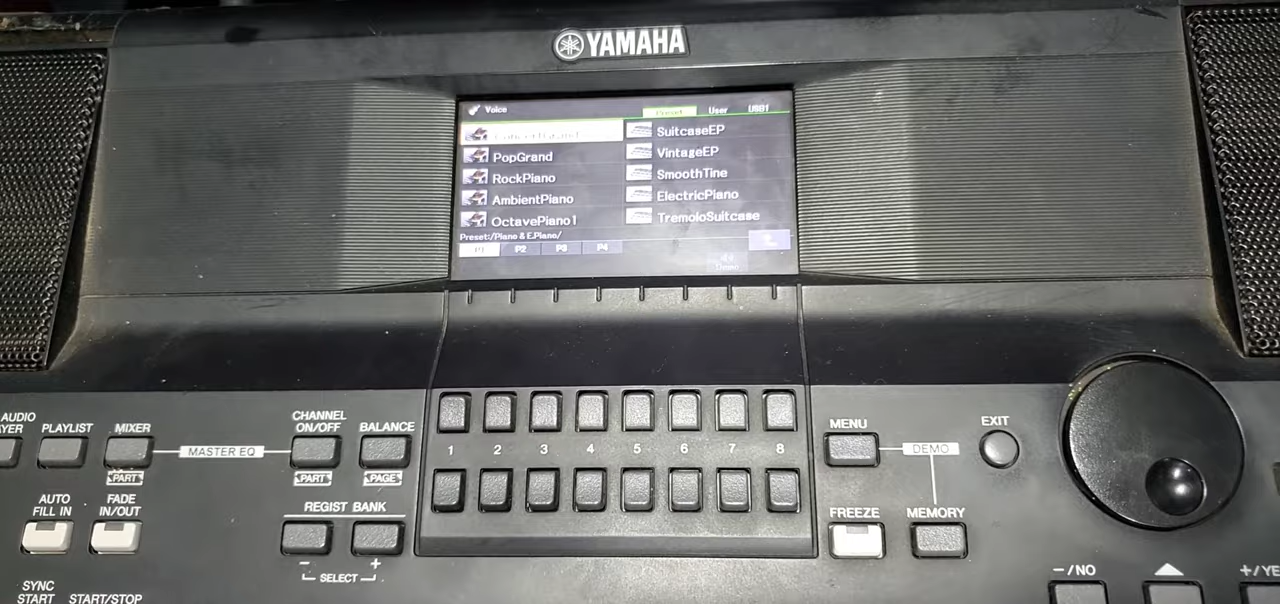 YAMAHA
Voice
Preset
User
USB1
ConcertGrand
SuitcaseEP
PopGrand
VintageEP
RockPiano
SmoothTine
AmbientPiano
ElectricPiano
OctavePiano1
TremoloSuitcase
Preset:/Piano & E.Piano/
P1 P2 P3 P4
Demo
AUDIO
PLAYLIST
MIXER
MASTER EQ
CHANNEL
ON/OFF
BALANCE
PART
PART
PAGE
1 2 3 4 5 6 7 8
MENU
DEMO
EXIT
AUTO
FILL IN
FADE
IN/OUT
REGIST BANK
− +
SELECT
FREEZE
MEMORY
SYNC
START
START/STOP
−/NO